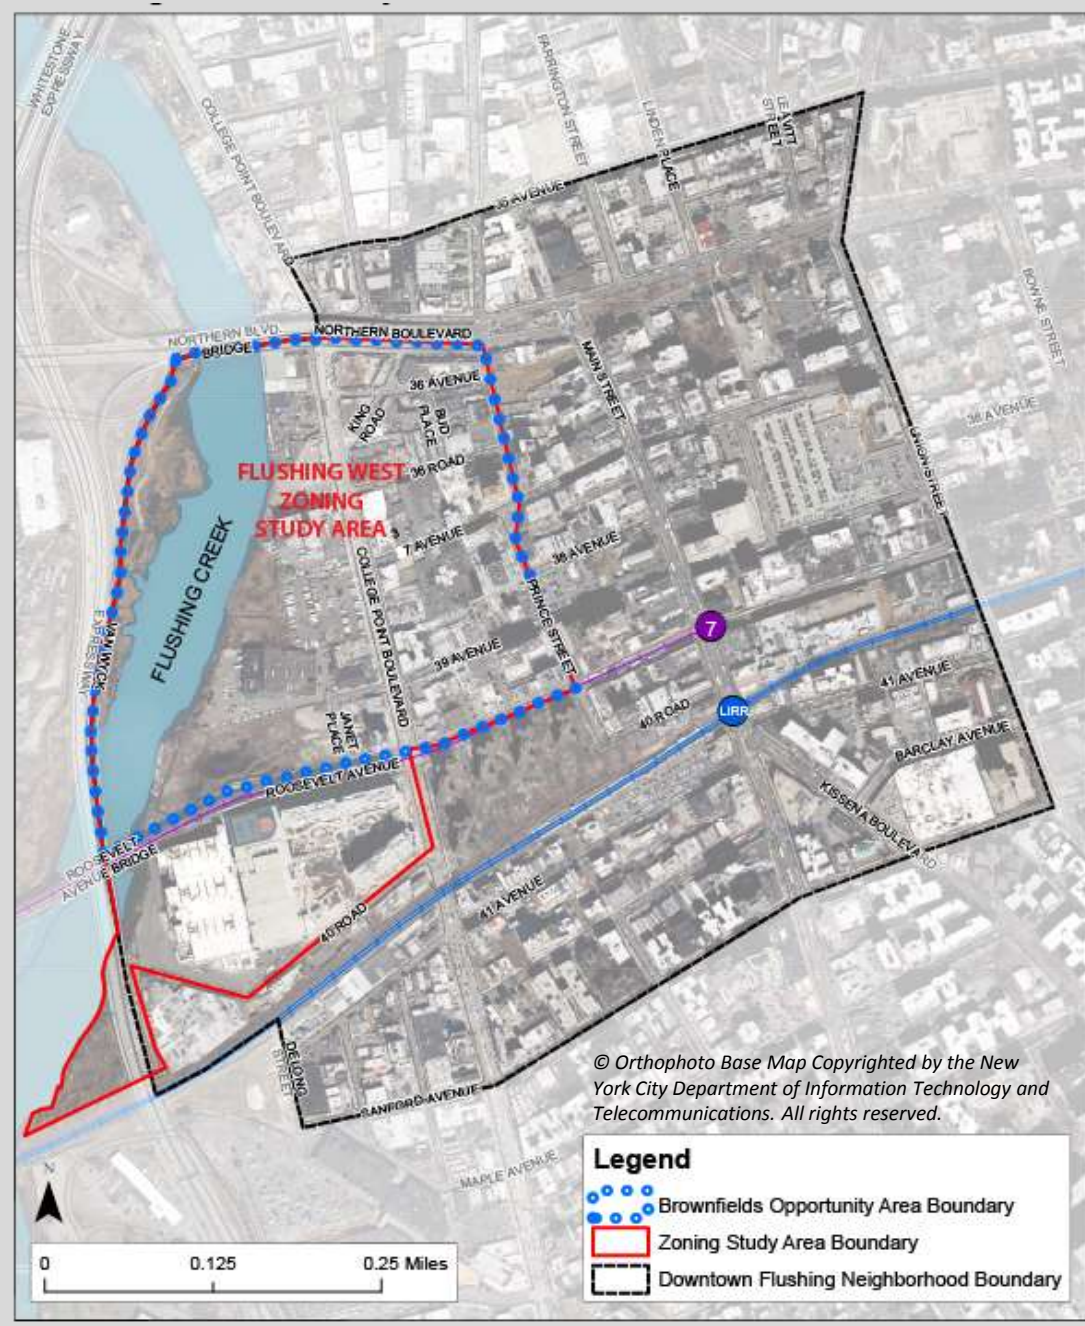 WHITESTONE
EXPRESSWAY
COLLEGE POINT BOULEVARD
FARRINGTON STREET
LINDEN PLACE
LEAVITT
STREET
35 AVENUE
BOWNE STREET
NORTHERN BLVD.
BRIDGE
NORTHERN BOULEVARD
MAIN STREET
36 AVENUE
KING
ROAD
BUD
PLACE
36 ROAD
38 AVENUE
UNION STREET
FLUSHING WEST
ZONING
STUDY AREA
3
7 AVENUE
38 AVENUE
FLUSHING CREEK
COLLEGE POINT BOULEVARD
PRINCE STREET
VAN WYCK
EXPRESSWAY
7
39 AVENUE
41 AVENUE
40 ROAD
LIRR
JANET
PLACE
BARCLAY AVENUE
ROOSEVELT AVENUE
KISSENA BOULEVARD
ROOSEVELT
AVENUE BRIDGE
41 AVENUE
40 ROAD
DELONG
STREET
SANFORD AVENUE
MAPLE AVENUE
© Orthophoto Base Map Copyrighted by the New
York City Department of Information Technology and
Telecommunications. All rights reserved.
N
Legend
Brownfields Opportunity Area Boundary
Zoning Study Area Boundary
Downtown Flushing Neighborhood Boundary
0 0.125 0.25 Miles